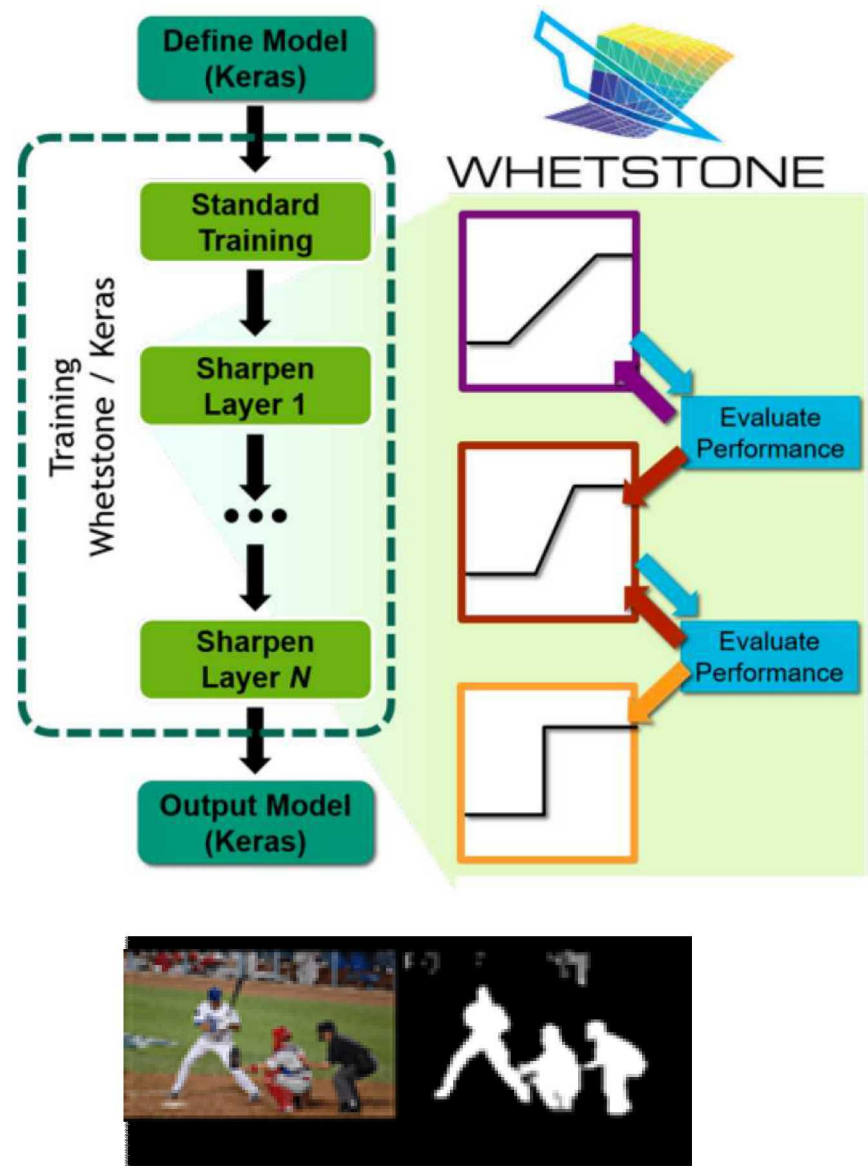 Define Model
(Keras)
WHETSTONE
Training
Whetstone / Keras
Standard
Training
Sharpen
Layer 1
•••
Sharpen
Layer N
Output Model
(Keras)
Evaluate
Performance
Evaluate
Performance